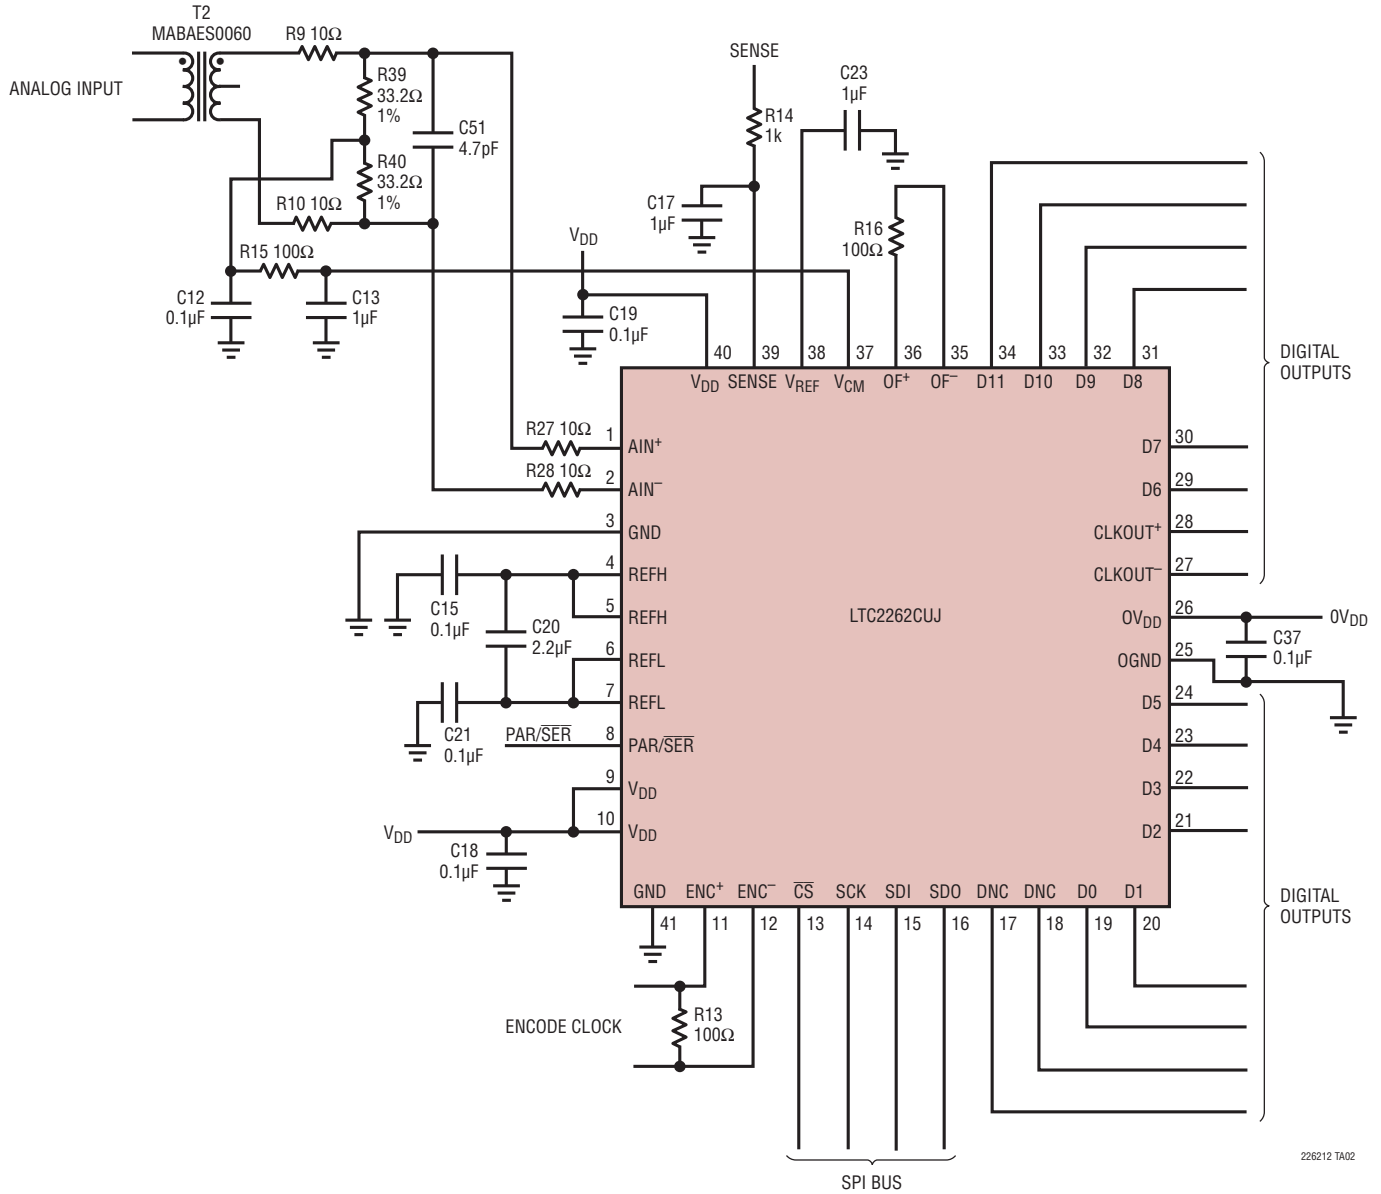 T2
MABAES0060
ANALOG INPUT
R9 10Ω
R39
33.2Ω
1%
C51
4.7pF
R40
33.2Ω
1%
R10 10Ω
R15 100Ω
C12
0.1µF
C13
1µF
VDD
C19
0.1µF
SENSE
R14
1k
C17
1µF
C23
1µF
R16
100Ω
40 39 38 37 36 35 34 33 32 31
VDD SENSE VREF VCM OF+ OF– D11 D10 D9 D8
DIGITAL
OUTPUTS
R27 10Ω
1
AIN+
R28 10Ω
2
AIN–
3
GND
4
REFH
5
REFH
6
REFL
7
REFL
C15
0.1µF
C20
2.2µF
C21
0.1µF
PAR/S̅E̅R̅
8
PAR/S̅E̅R̅
9
VDD
VDD
10
VDD
C18
0.1µF
LTC2262CUJ
30
D7
29
D6
28
CLKOUT+
27
CLKOUT–
26
OVDD
0VDD
C37
0.1µF
25
OGND
24
D5
23
D4
22
D3
21
D2
GND ENC+ ENC– C̅S̅ SCK SDI SDO DNC DNC D0 D1
41 11 12 13 14 15 16 17 18 19 20
DIGITAL
OUTPUTS
ENCODE CLOCK
R13
100Ω
SPI BUS
226212 TA02